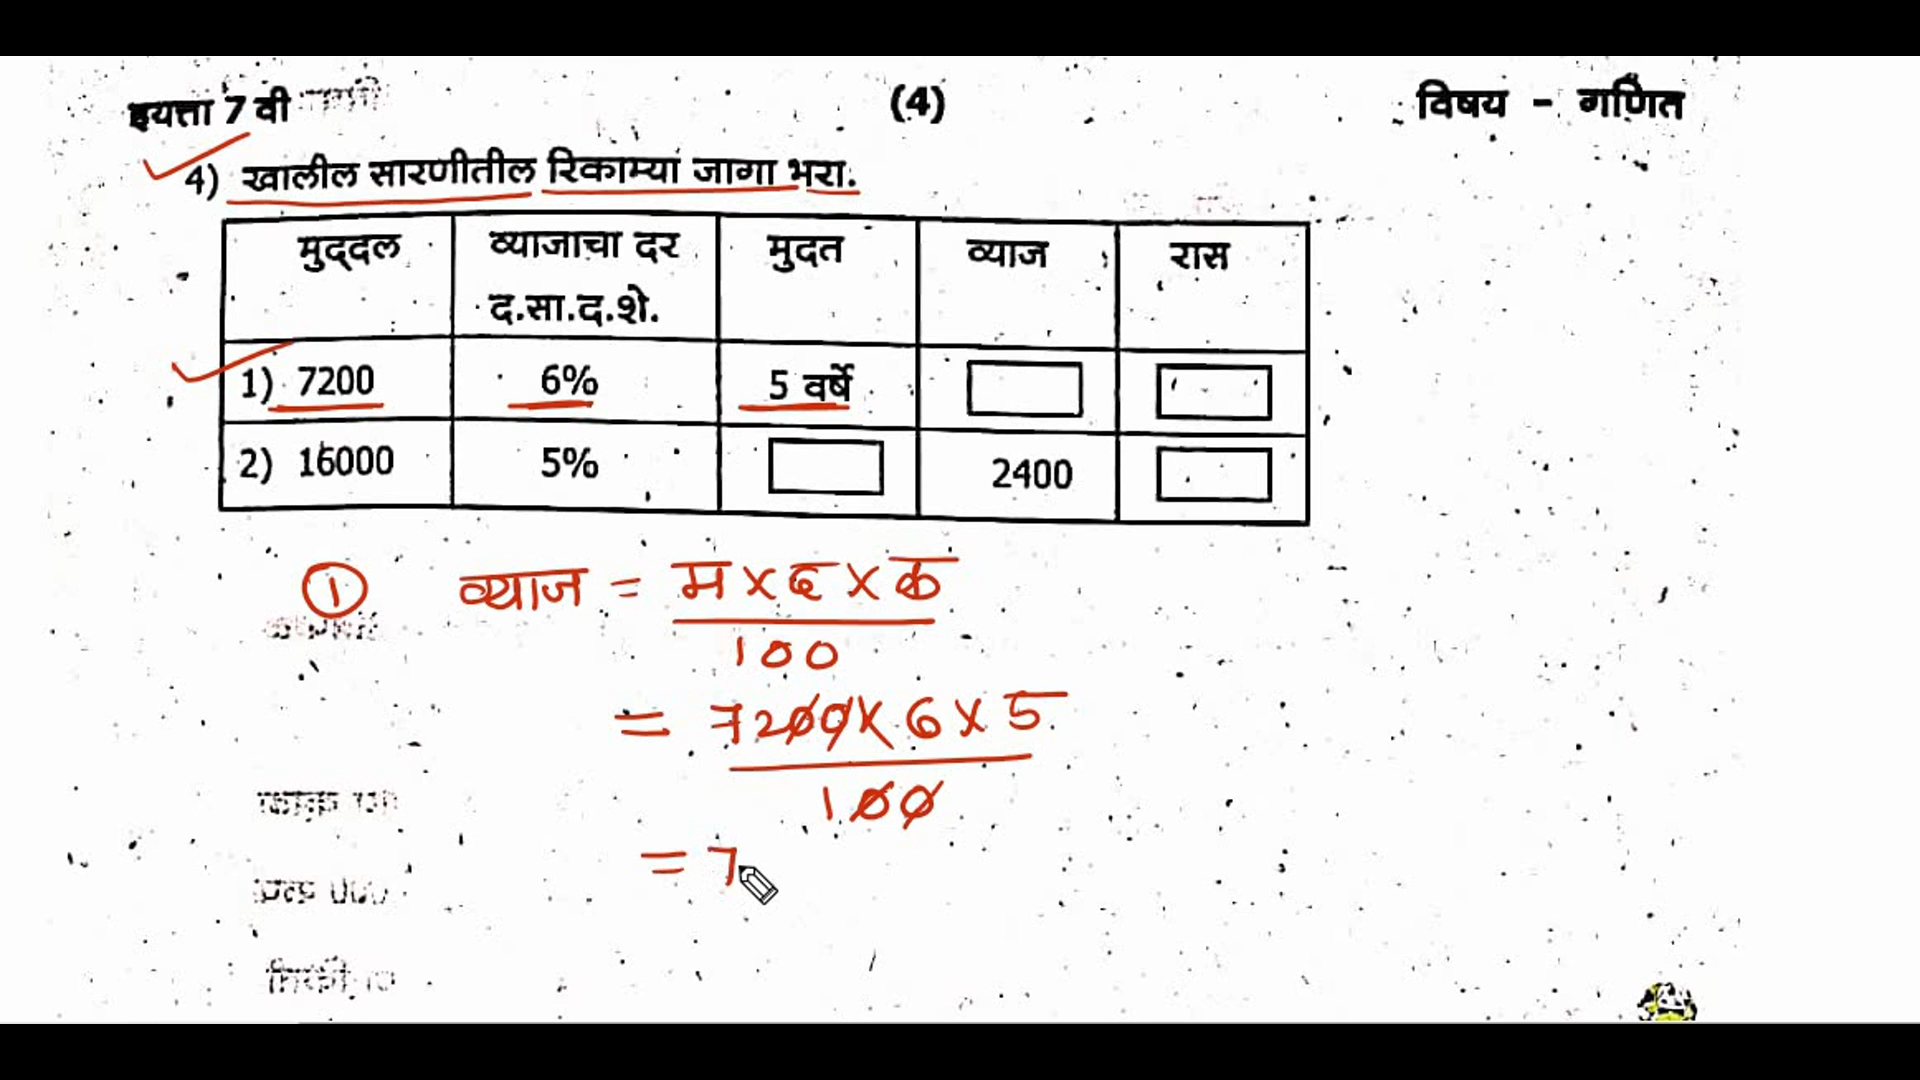 इयत्ता 7 वी (4) विषय - गणित
4) खालील सारणीतील रिकाम्या जागा भरा.
मुद्दल व्याजाचा दर द.सा.द.शे. मुदत व्याज रास
1) 7200 6% 5 वर्षे
2) 16000 5% 2400
① व्याज = म × द × क
100
= 7200 × 6 × 5
100
= 7